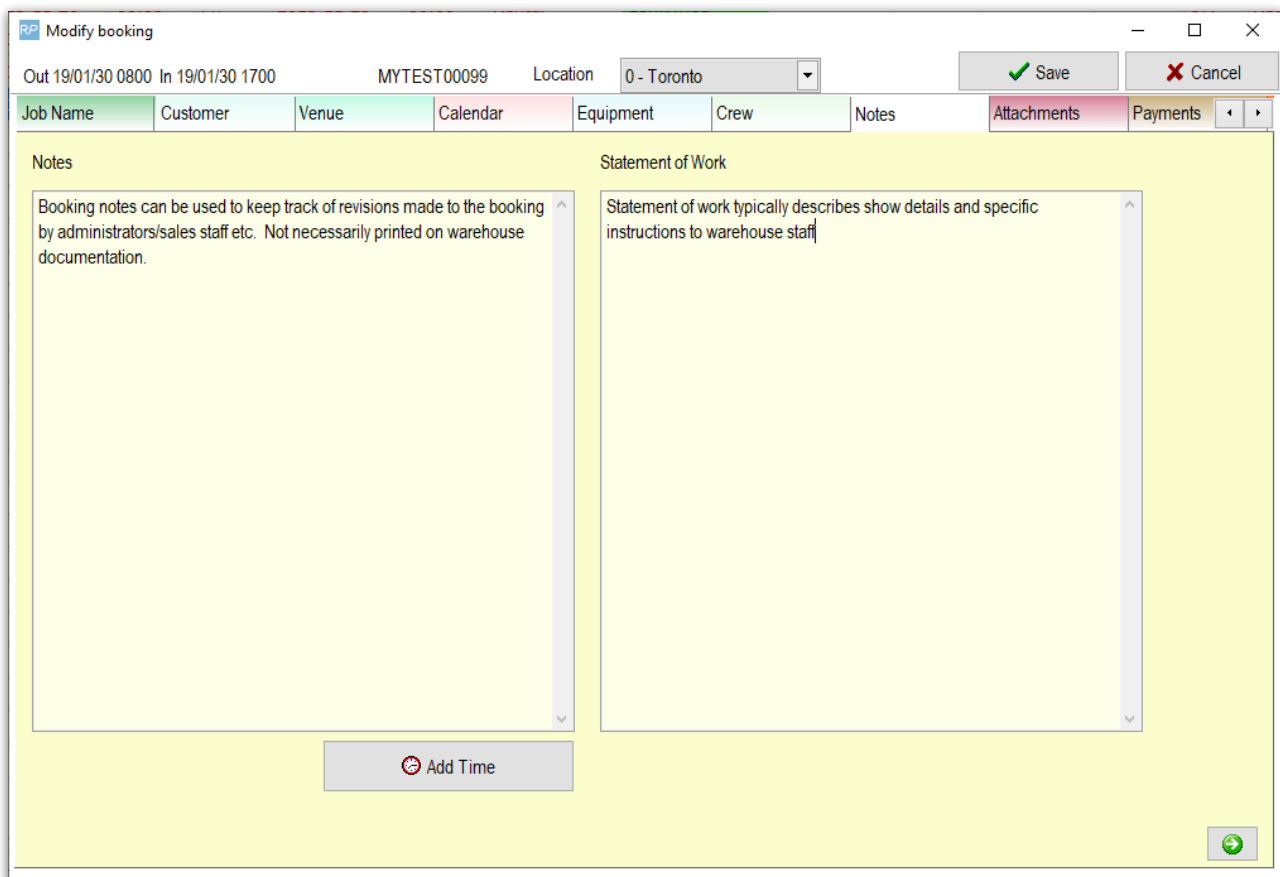 RP Modify booking
Out 19/01/30 0800 In 19/01/30 1700 MYTEST00099 Location 0 - Toronto Save Cancel
Job Name Customer Venue Calendar Equipment Crew Notes Attachments Payments
Notes
Booking notes can be used to keep track of revisions made to the booking
by administrators/sales staff etc. Not necessarily printed on warehouse
documentation.
Add Time
Statement of Work
Statement of work typically describes show details and specific
instructions to warehouse staff